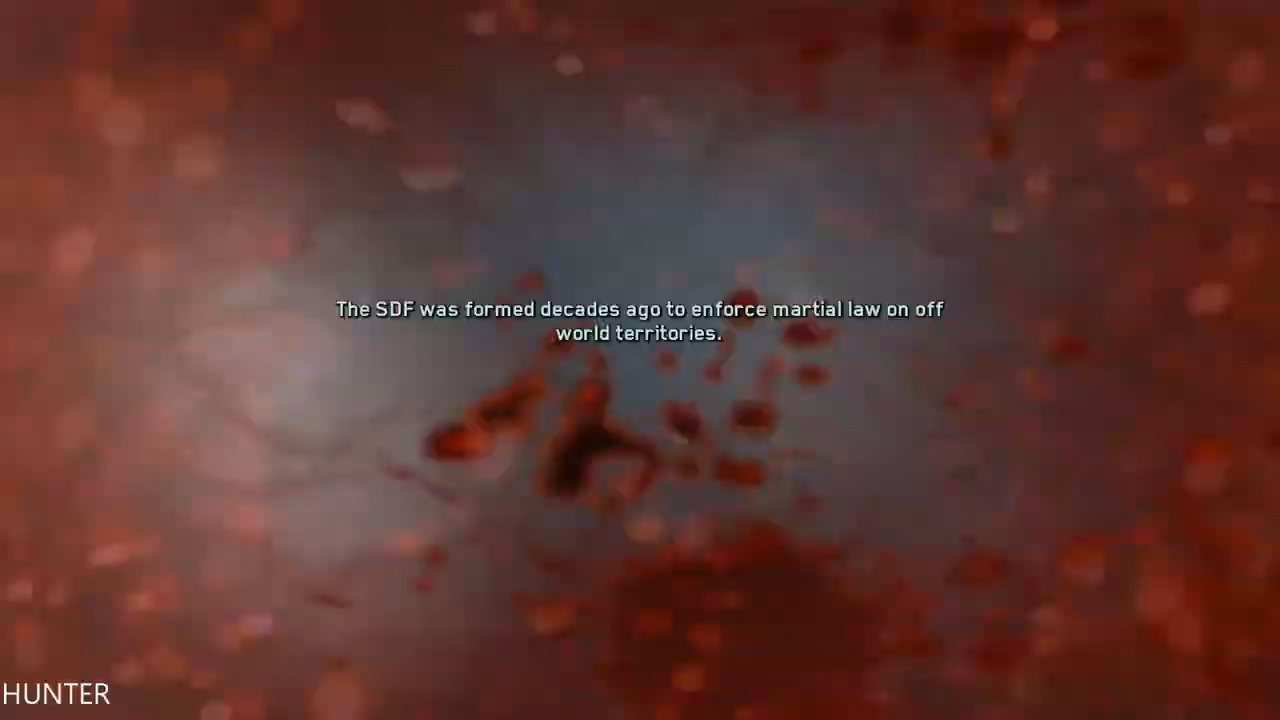 The SDF was formed decades ago to enforce martial law on off
world territories.
HUNTER